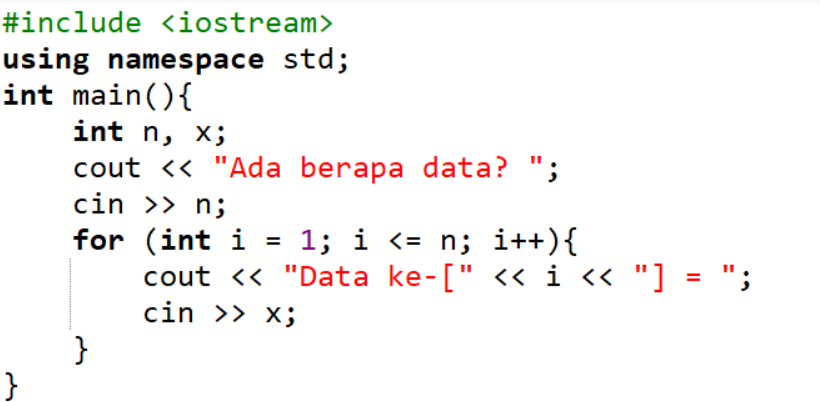 #include <iostream>
using namespace std;
int main(){
    int n, x;
    cout << "Ada berapa data? ";
    cin >> n;
    for (int i = 1; i <= n; i++){
        cout << "Data ke-[" << i << "] = ";
        cin >> x;
    }
}